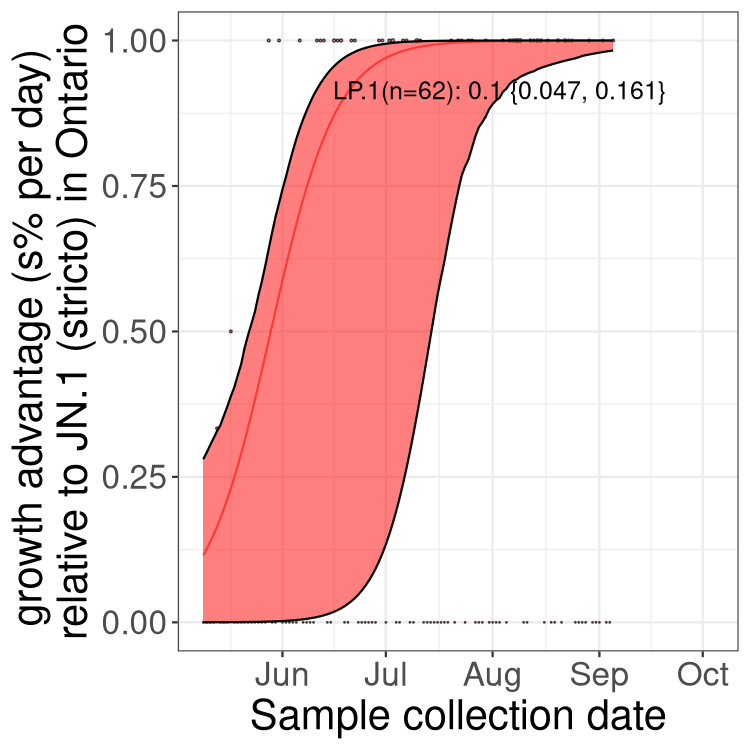 growth advantage (s% per day)
relative to JN.1 (stricto) in Ontario
1.00
0.75
0.50
0.25
0.00
LP.1(n=62): 0.1 {0.047, 0.161}
Jun Jul Aug Sep Oct
Sample collection date